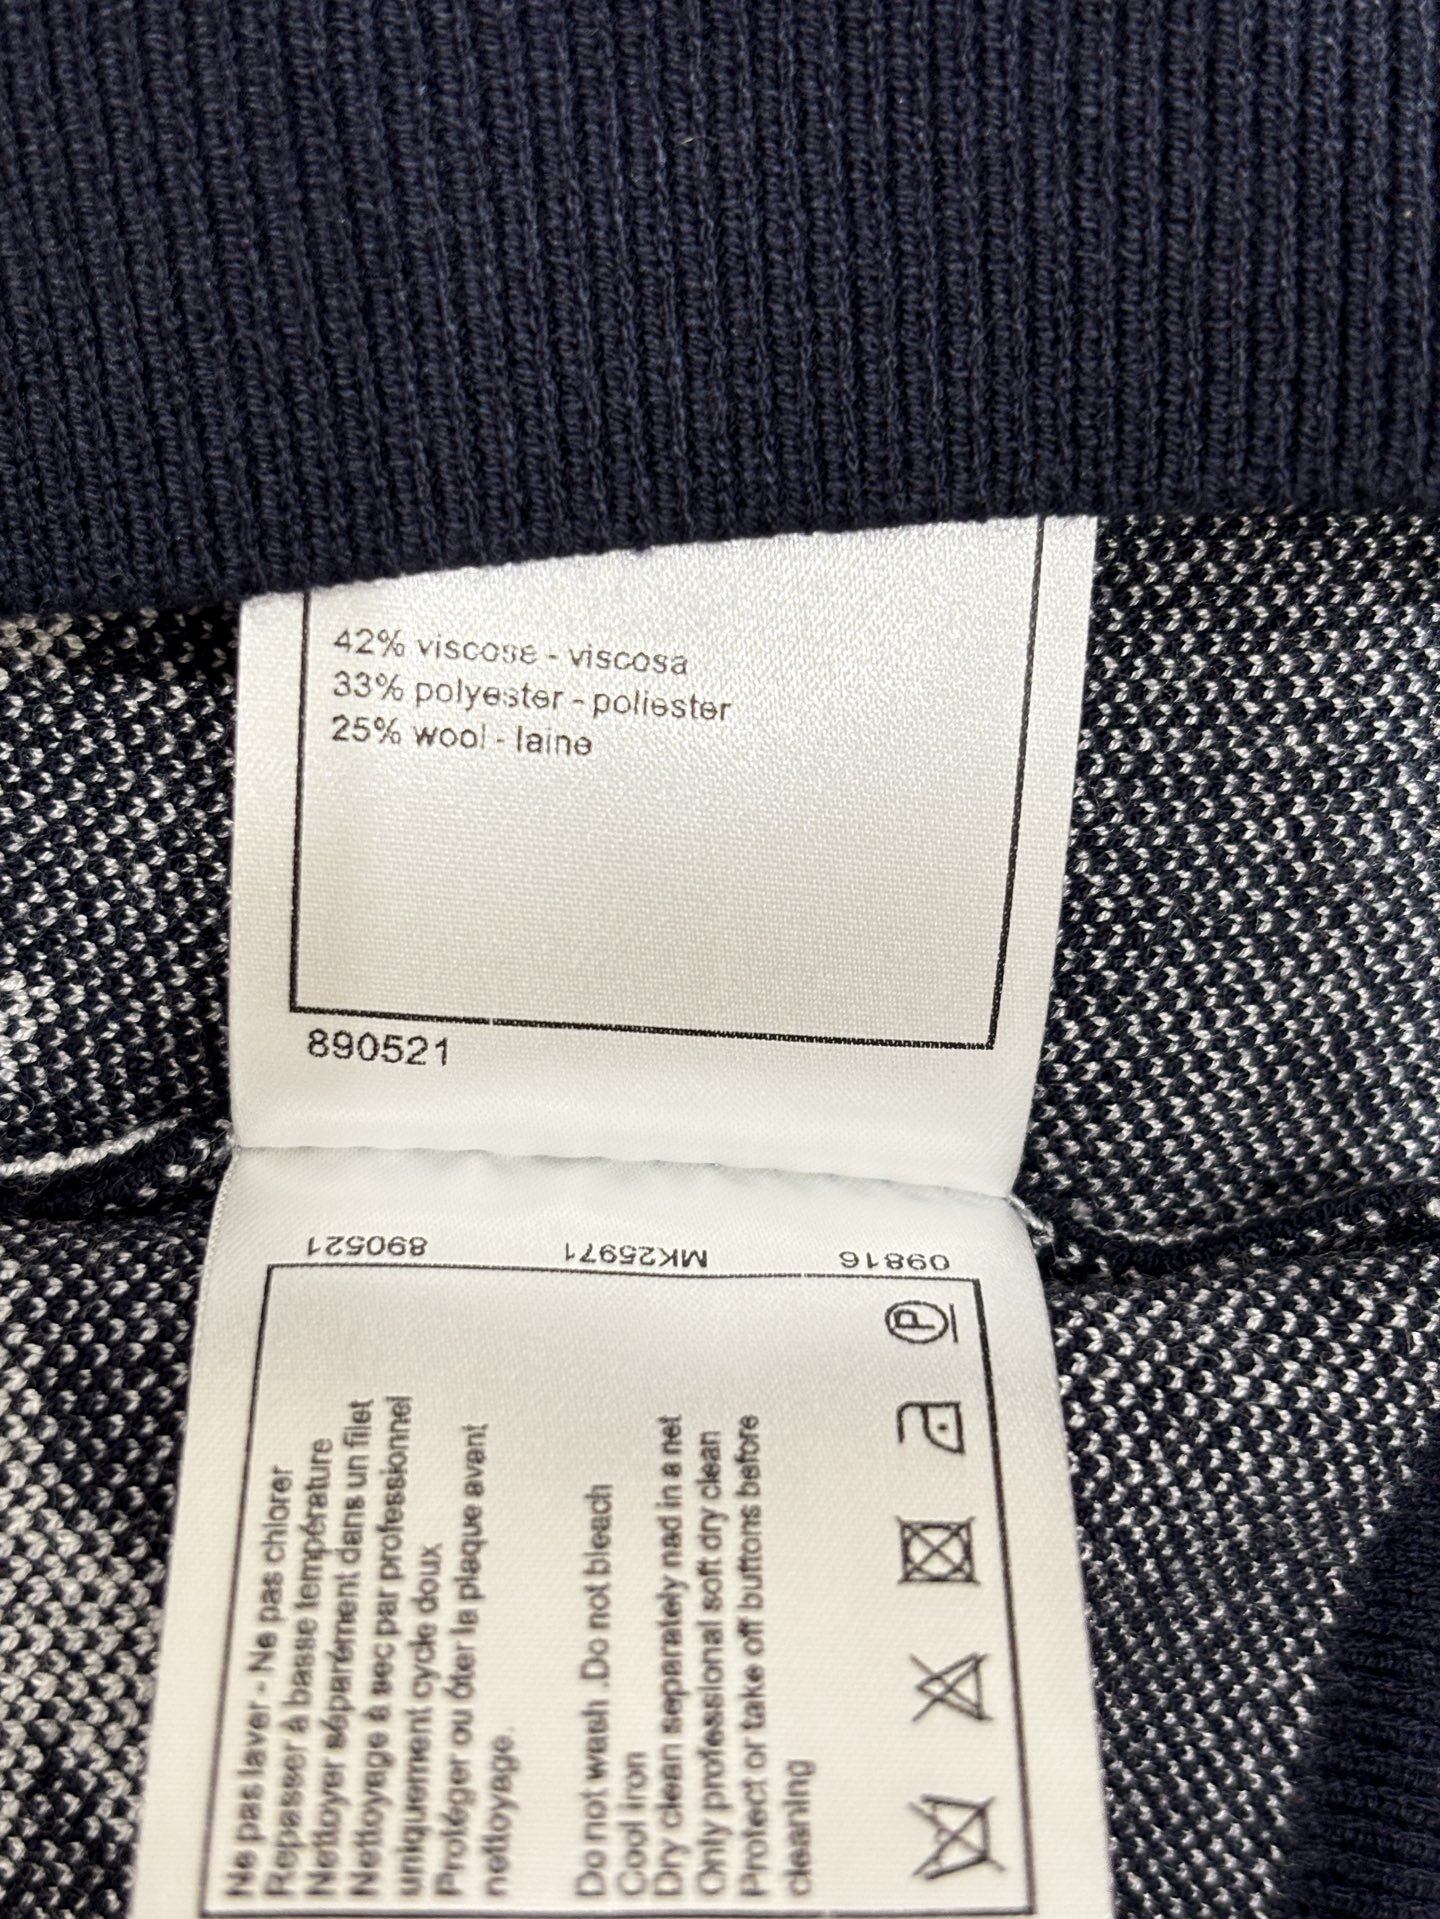 42% viscose - viscosa
33% polyester - poliester
25% wool - laine
890521
09816 MK25971 890521
Ne pas laver - Ne pas chlorer
Repasser à basse température
Nettoyer séparément dans un filet
Nettoyage à sec par professionnel
uniquement cycle doux
Protéger ou ôter la plaque avant
nettoyage.
Do not wash .Do not bleach
Cool iron
Dry clean separately nad in a net
Only professional soft dry clean
Protect or take off buttons before
cleaning
P